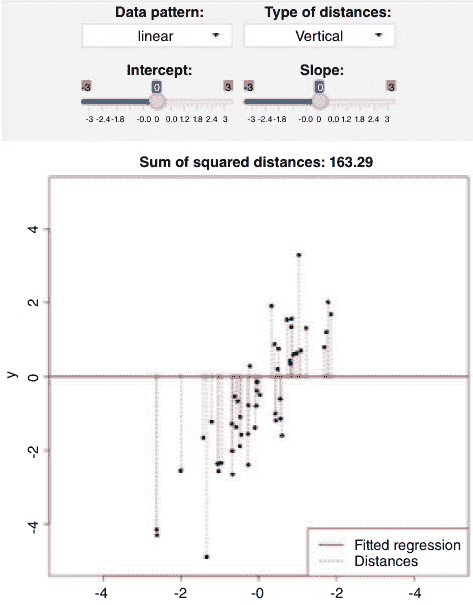 Data pattern: Type of distances:
linear Vertical
Intercept: Slope:
-3 0 3 -3 0 3
-3 -2.4-1.8 -0.0 0 0.0 1.2 1.8 2.4 3 -3 -2.4-1.8 -0.0 0 0.0 1.2 1.8 2.4 3
Sum of squared distances: 163.29
4
2
y
0
-2
-4
Fitted regression
Distances
-4 -2 -0 -2 -4